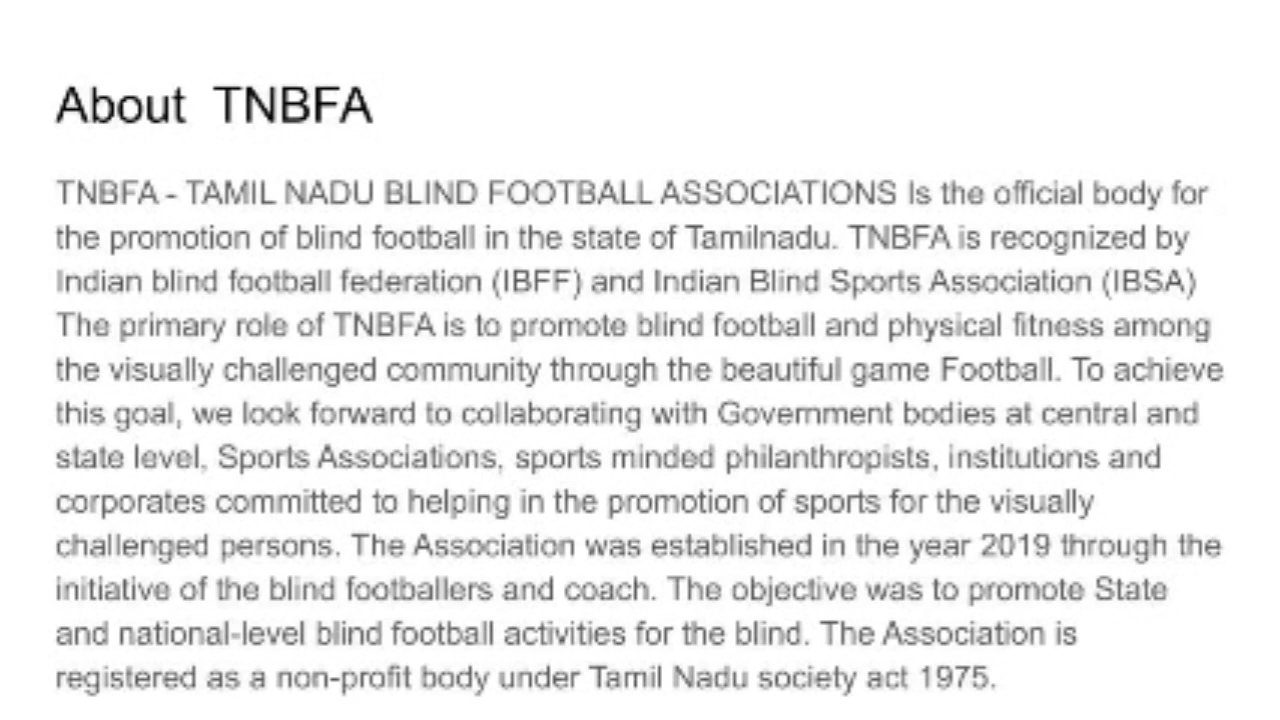 About TNBFA
TNBFA - TAMIL NADU BLIND FOOTBALL ASSOCIATIONS Is the official body for
the promotion of blind football in the state of Tamilnadu. TNBFA is recognized by
Indian blind football federation (IBFF) and Indian Blind Sports Association (IBSA)
The primary role of TNBFA is to promote blind football and physical fitness among
the visually challenged community through the beautiful game Football. To achieve
this goal, we look forward to collaborating with Government bodies at central and
state level, Sports Associations, sports minded philanthropists, institutions and
corporates committed to helping in the promotion of sports for the visually
challenged persons. The Association was established in the year 2019 through the
initiative of the blind footballers and coach. The objective was to promote State
and national-level blind football activities for the blind. The Association is
registered as a non-profit body under Tamil Nadu society act 1975.